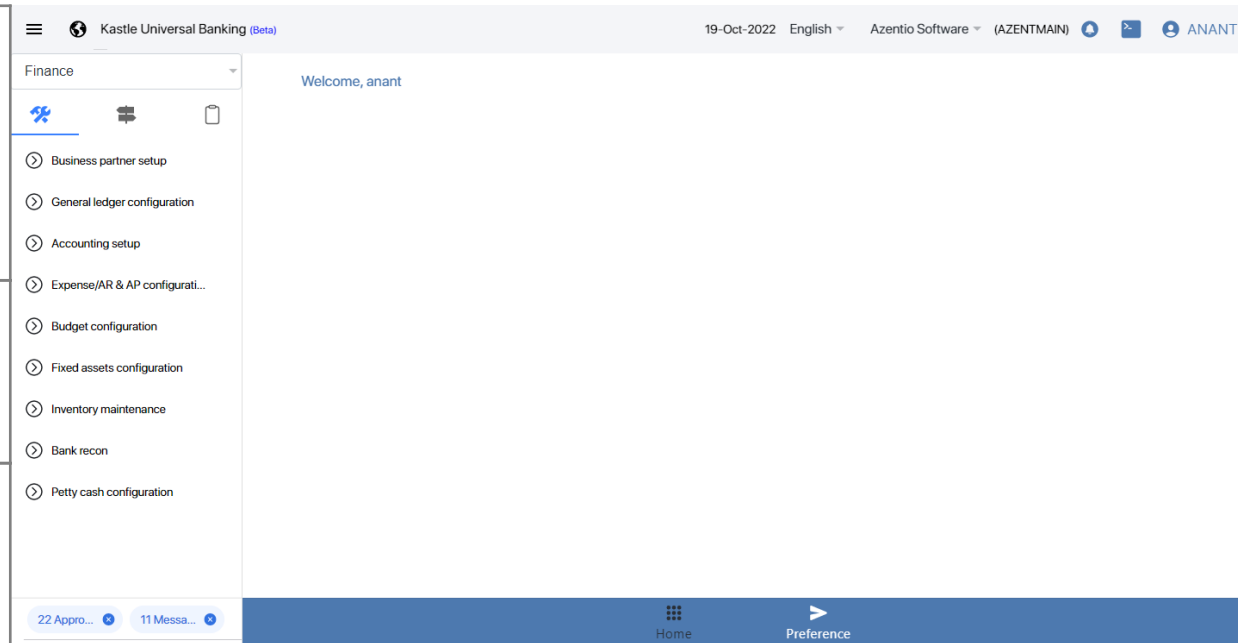 Kastle Universal Banking (Beta) 19-Oct-2022 English Azentio Software (AZENTMAIN) ANANT
Finance
Welcome, anant
Business partner setup
General ledger configuration
Accounting setup
Expense/AR & AP configurati...
Budget configuration
Fixed assets configuration
Inventory maintenance
Bank recon
Petty cash configuration
22 Appro... 11 Messa...
Home Preference